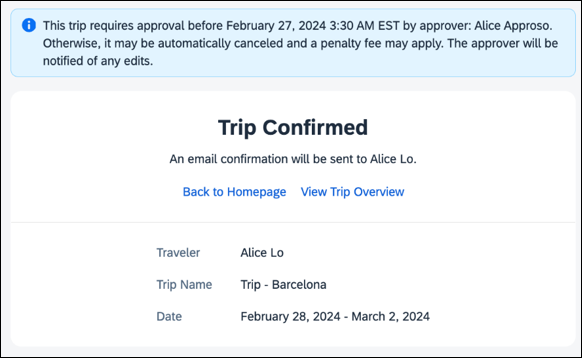 This trip requires approval before February 27, 2024 3:30 AM EST by approver: Alice Approso.
Otherwise, it may be automatically canceled and a penalty fee may apply. The approver will be
notified of any edits.
Trip Confirmed
An email confirmation will be sent to Alice Lo.
Back to Homepage View Trip Overview
Traveler Alice Lo
Trip Name Trip - Barcelona
Date February 28, 2024 - March 2, 2024